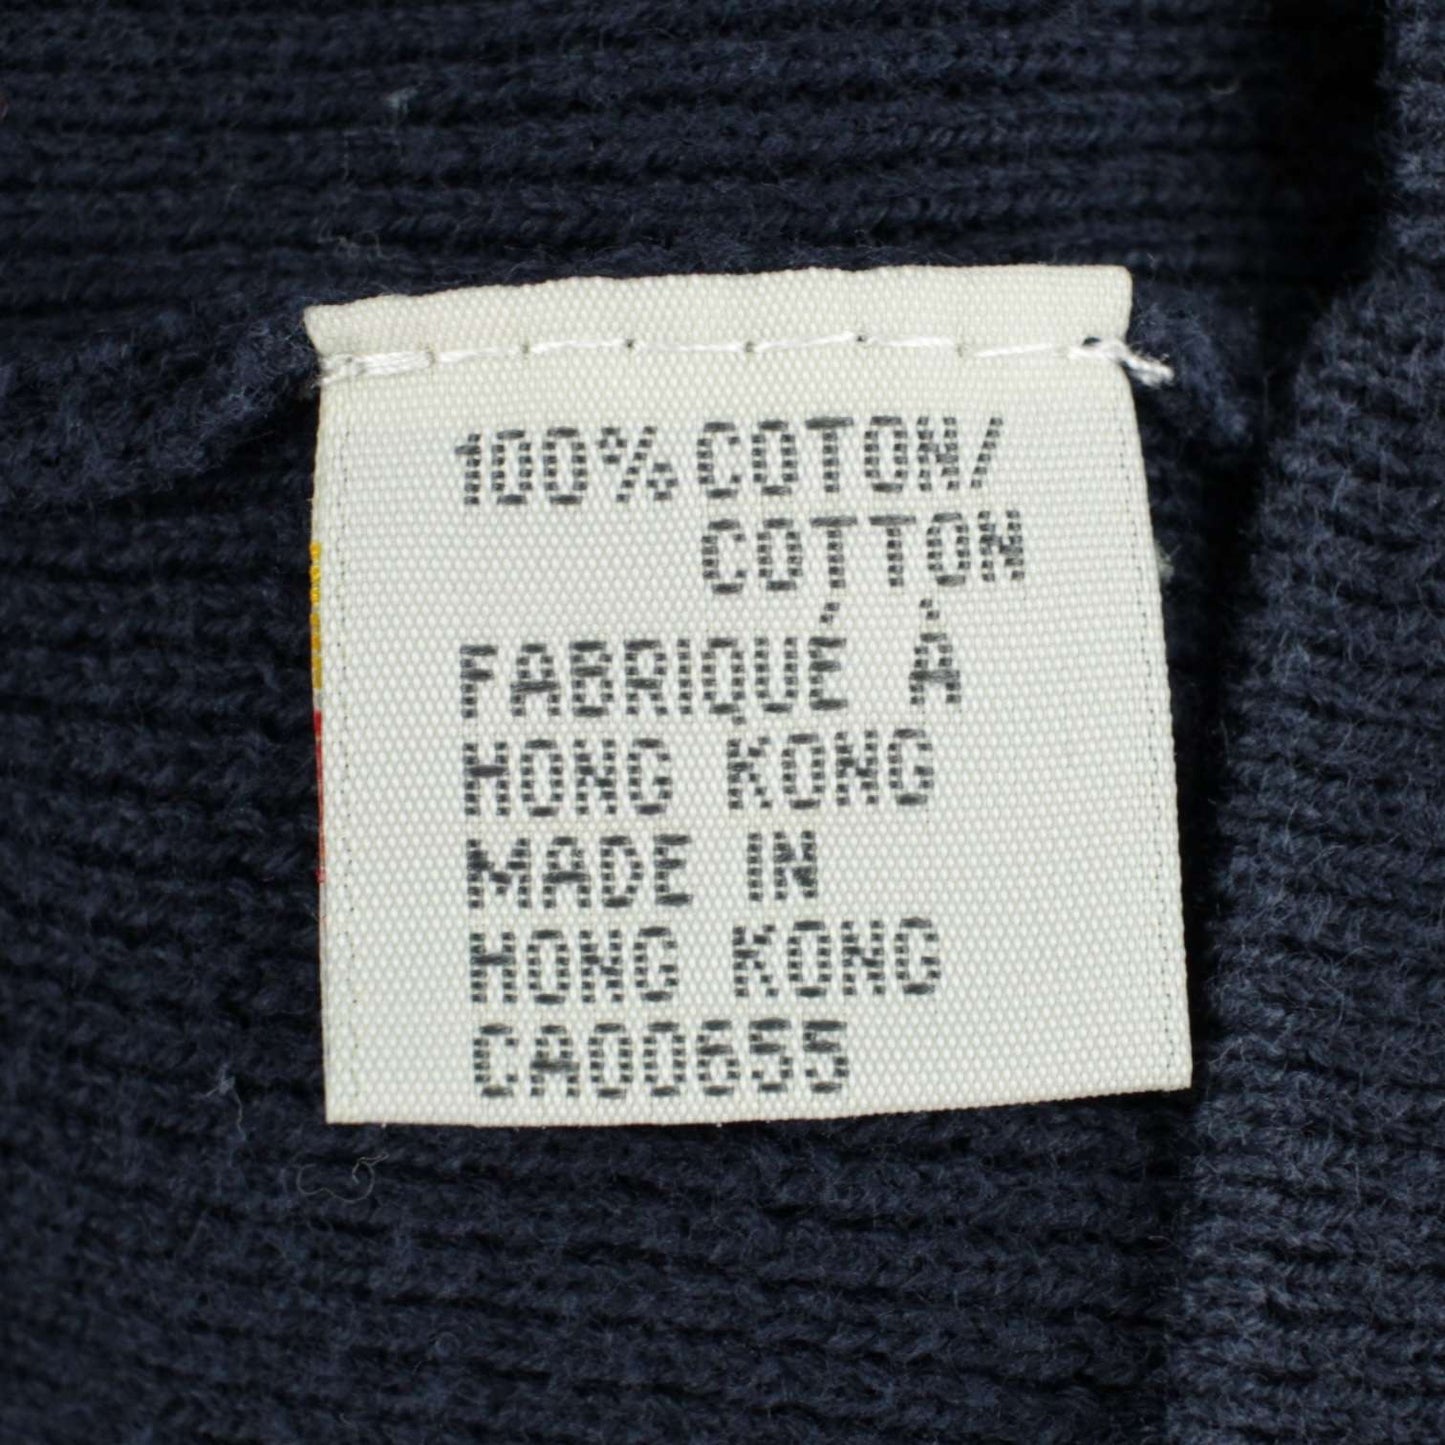 100% COTON/
COTTON
FABRIQUÉ À
HONG KONG
MADE IN
HONG KONG
CA00655